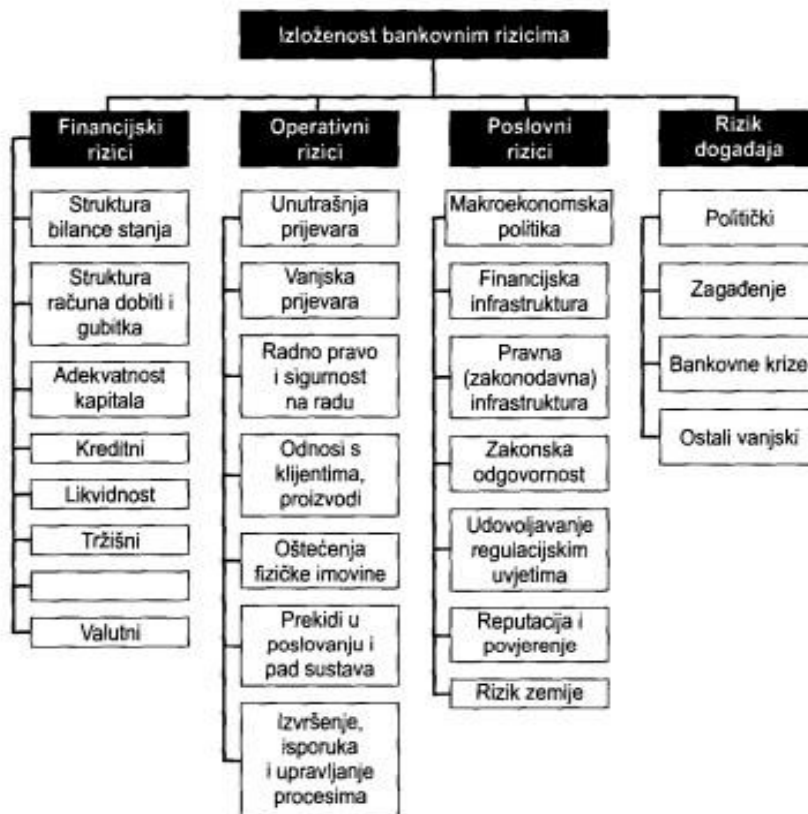 Izloženost bankovnim rizicima
Financijski
rizici
Struktura
bilance stanja
Struktura
računa dobiti i
gubitka
Adekvatnost
kapitala
Kreditni
Likvidnost
Tržišni
Valutni
Operativni
rizici
Unutrašnja
prijevara
Vanjska
prijevara
Radno pravo
i sigurnost
na radu
Odnosi s
klijentima,
proizvodi
Oštećenja
fizičke imovine
Prekidi u
poslovanju i
pad sustava
Izvršenje,
isporuka
i upravljanje
procesima
Poslovni
rizici
Makroekonomska
politika
Financijska
infrastruktura
Pravna
(zakonodavna)
infrastruktura
Zakonska
odgovornost
Udovoljavanje
regulacijskim
uvjetima
Reputacija i
povjerenje
Rizik zemije
Rizik
događaja
Politički
Zagađenje
Bankovne krize
Ostali vanjski